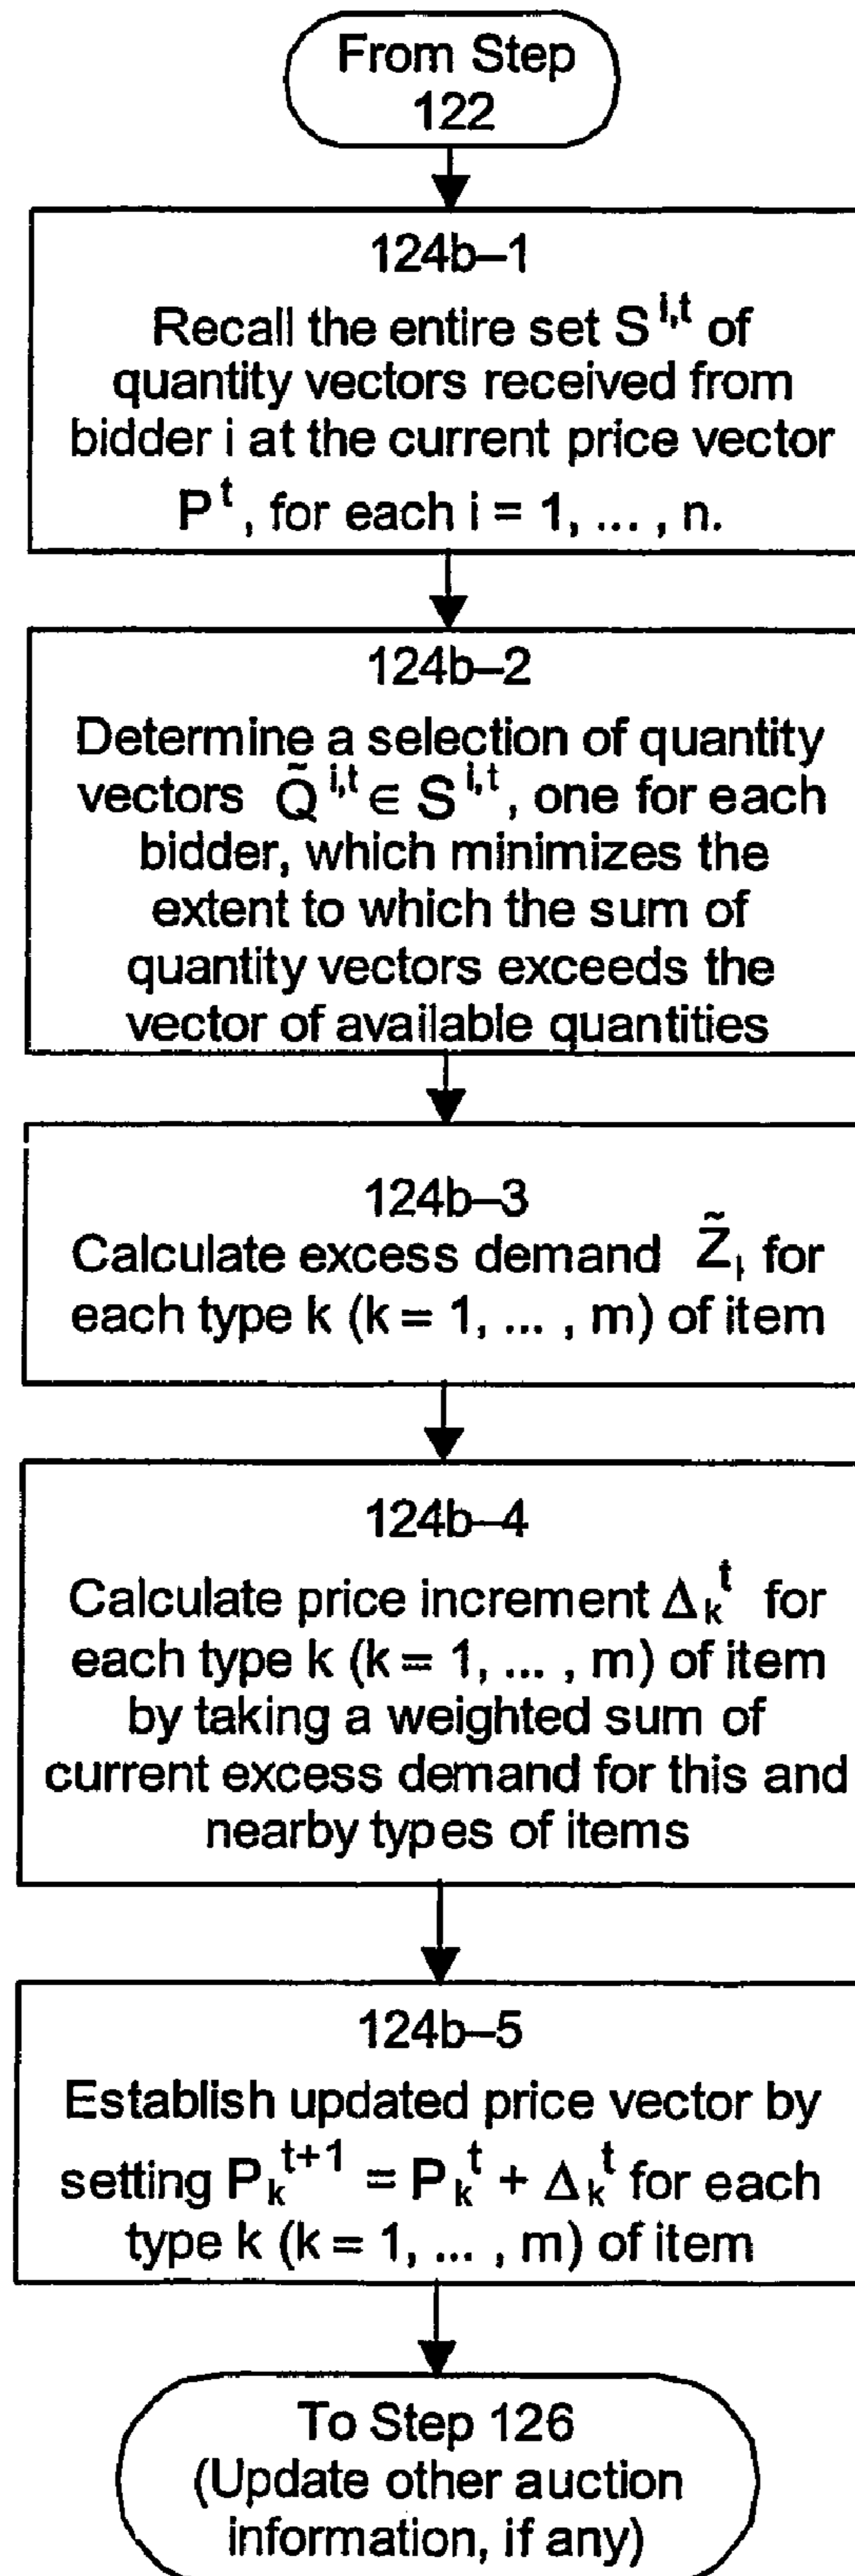 From Step
122
124b–1
Recall the entire set S^i,t of
quantity vectors received from
bidder i at the current price vector
P^t, for each i = 1, ... , n.
124b–2
Determine a selection of quantity
vectors Q̃^i,t ∈ S^i,t, one for each
bidder, which minimizes the
extent to which the sum of
quantity vectors exceeds the
vector of available quantities
124b–3
Calculate excess demand Z̃ for
each type k (k = 1, ... , m) of item
124b–4
Calculate price increment Δ_k^t for
each type k (k = 1, ... , m) of item
by taking a weighted sum of
current excess demand for this and
nearby types of items
124b–5
Establish updated price vector by
setting P_k^t+1 = P_k^t + Δ_k^t for each
type k (k = 1, ... , m) of item
To Step 126
(Update other auction
information, if any)